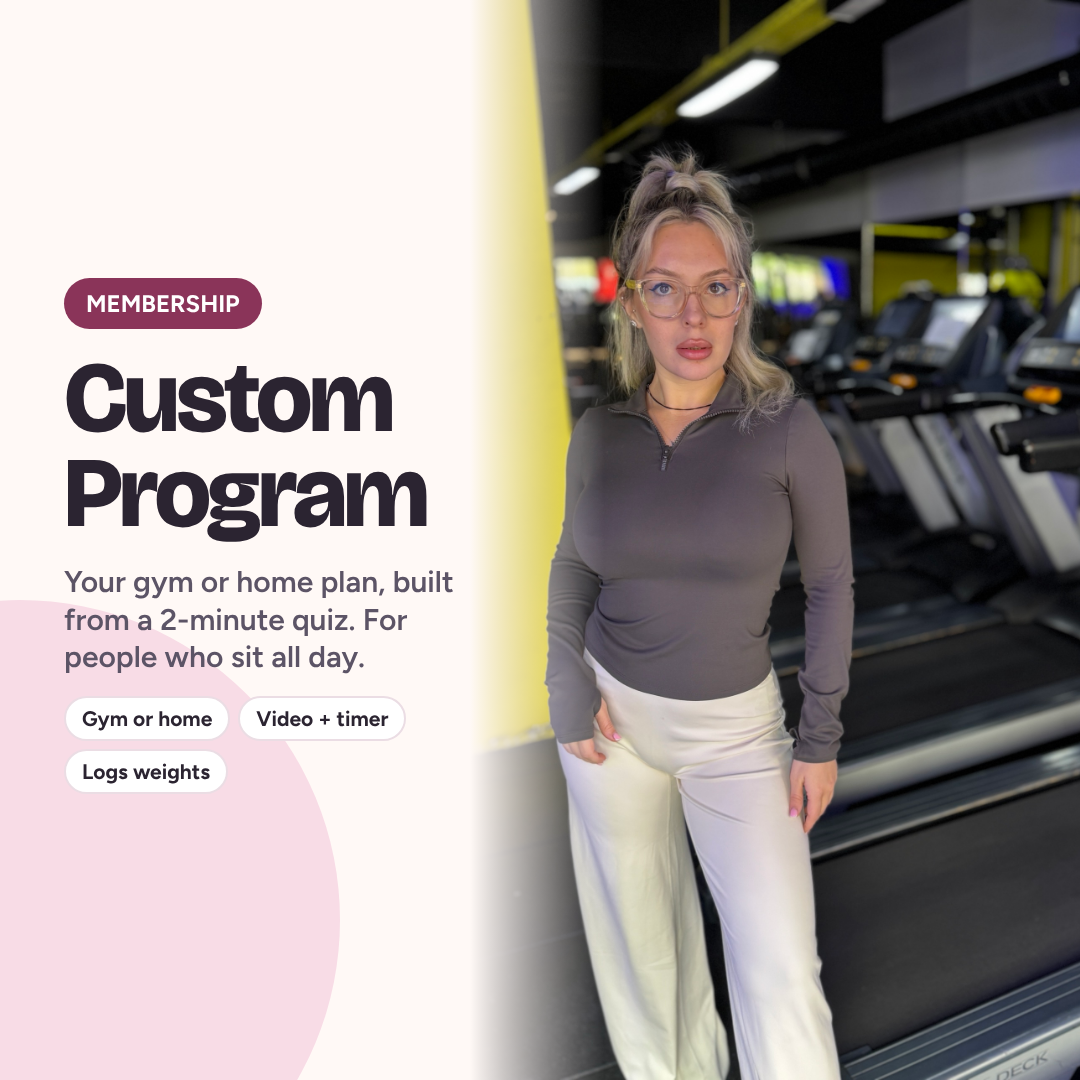 MEMBERSHIP
Custom
Program
Your gym or home plan, built
from a 2-minute quiz. For
people who sit all day.
Gym or home
Video + timer
Logs weights
DECK